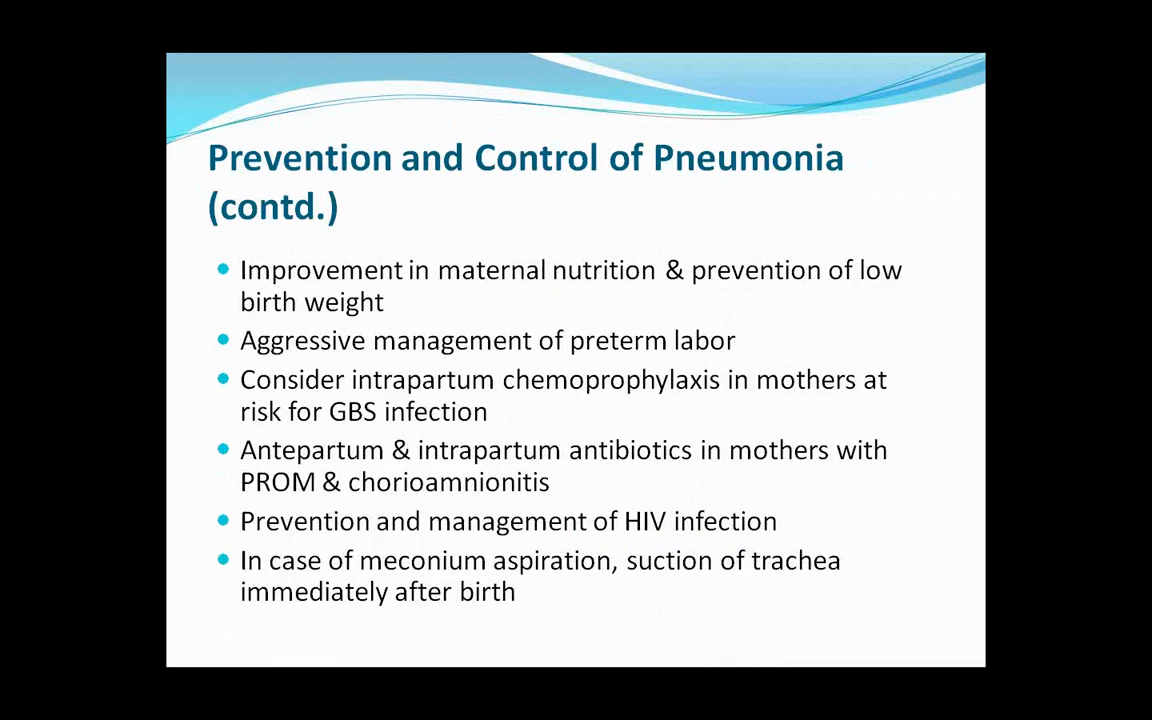 Prevention and Control of Pneumonia
(contd.)
Improvement in maternal nutrition & prevention of low
birth weight
Aggressive management of preterm labor
Consider intrapartum chemoprophylaxis in mothers at
risk for GBS infection
Antepartum & intrapartum antibiotics in mothers with
PROM & chorioamnionitis
Prevention and management of HIV infection
In case of meconium aspiration, suction of trachea
immediately after birth